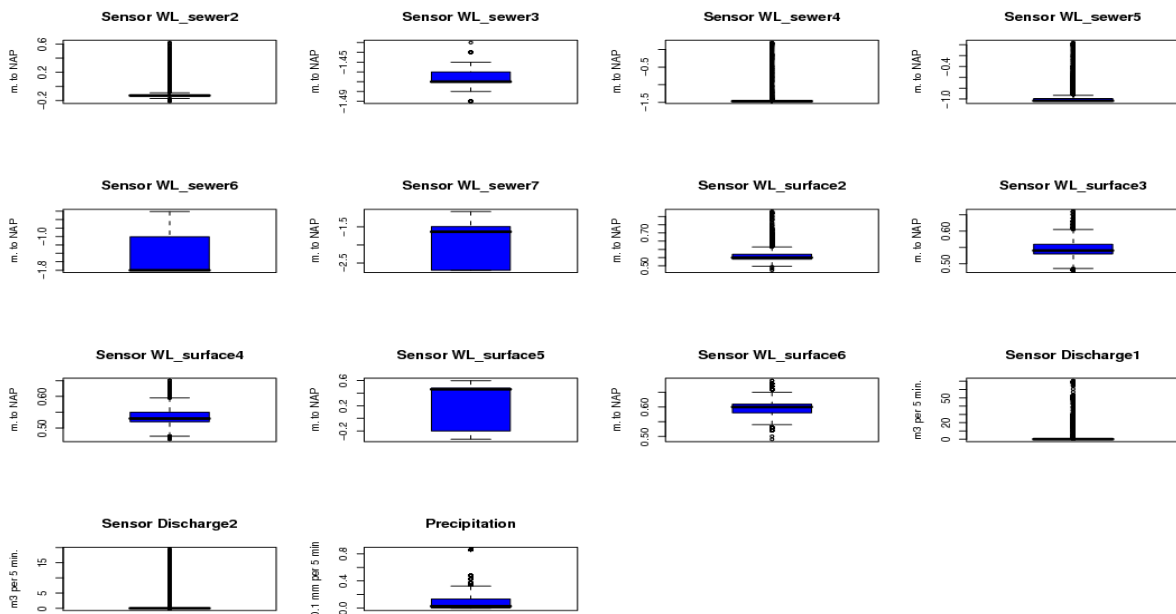 Sensor WL_sewer2
m. to NAP
0.6
0.2
−0.2
Sensor WL_sewer3
m. to NAP
−1.45
−1.49
Sensor WL_sewer4
m. to NAP
−0.5
−1.5
Sensor WL_sewer5
m. to NAP
−0.4
−1.0
Sensor WL_sewer6
m. to NAP
−1.0
−1.8
Sensor WL_sewer7
m. to NAP
−1.5
−2.5
Sensor WL_surface2
m. to NAP
0.70
0.50
Sensor WL_surface3
m. to NAP
0.60
0.50
Sensor WL_surface4
m. to NAP
0.60
0.50
Sensor WL_surface5
m. to NAP
0.6
0.2
−0.2
Sensor WL_surface6
m. to NAP
0.60
0.50
Sensor Discharge1
m3 per 5 min.
50
20
0
Sensor Discharge2
m3 per 5 min.
15
5
0
Precipitation
0.1 mm per 5 min
0.8
0.4
0.0